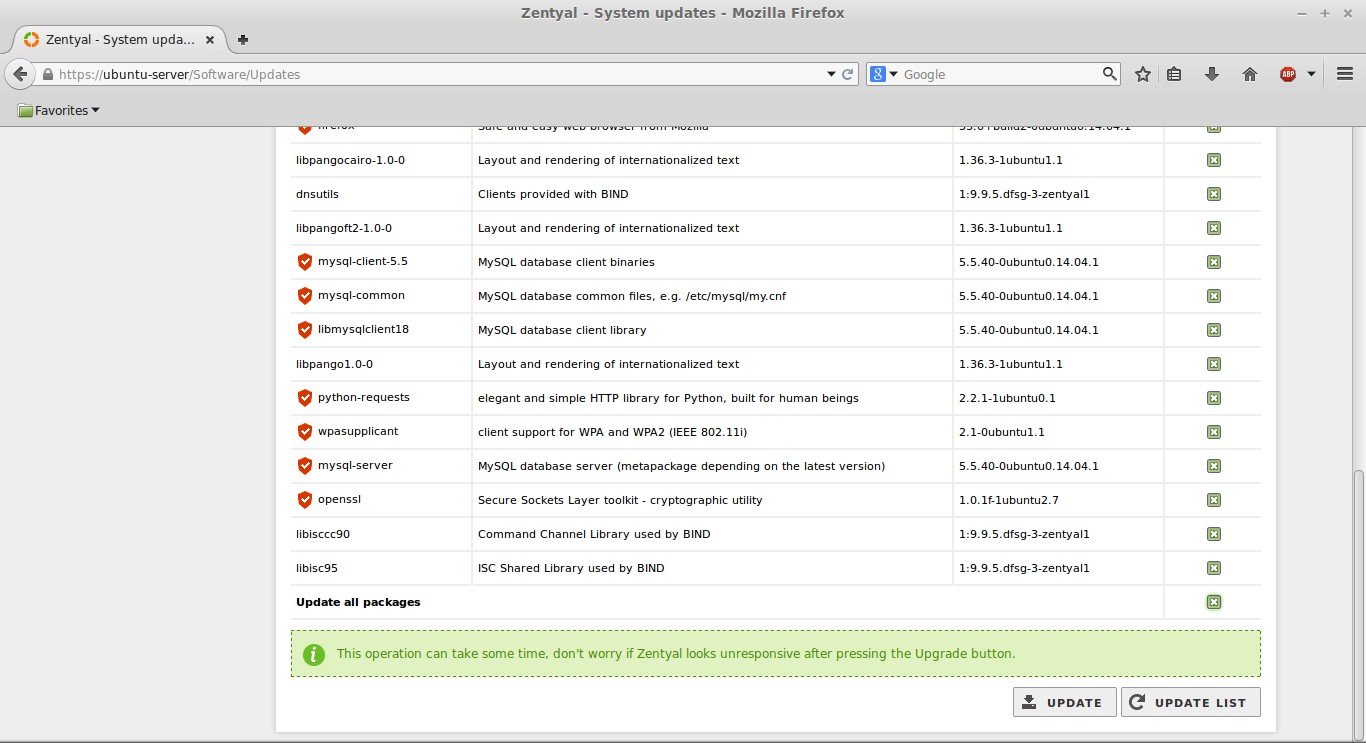 Zentyal - System updates - Mozilla Firefox
Zentyal - System upda...
https://ubuntu-server/Software/Updates
8 Google
ABP
Favorites
firefox Safe and easy web browser from Mozilla
libpangocairo-1.0-0 Layout and rendering of internationalized text 1.36.3-1ubuntu1.1
dnsutils Clients provided with BIND 1:9.9.5.dfsg-3-zentyal1
libpangoft2-1.0-0 Layout and rendering of internationalized text 1.36.3-1ubuntu1.1
mysql-client-5.5 MySQL database client binaries 5.5.40-0ubuntu0.14.04.1
mysql-common MySQL database common files, e.g. /etc/mysql/my.cnf 5.5.40-0ubuntu0.14.04.1
libmysqlclient18 MySQL database client library 5.5.40-0ubuntu0.14.04.1
libpango1.0-0 Layout and rendering of internationalized text 1.36.3-1ubuntu1.1
python-requests elegant and simple HTTP library for Python, built for human beings 2.2.1-1ubuntu0.1
wpasupplicant client support for WPA and WPA2 (IEEE 802.11i) 2.1-0ubuntu1.1
mysql-server MySQL database server (metapackage depending on the latest version) 5.5.40-0ubuntu0.14.04.1
openssl Secure Sockets Layer toolkit - cryptographic utility 1.0.1f-1ubuntu2.7
libisccc90 Command Channel Library used by BIND 1:9.9.5.dfsg-3-zentyal1
libisc95 ISC Shared Library used by BIND 1:9.9.5.dfsg-3-zentyal1
Update all packages
This operation can take some time, don't worry if Zentyal looks unresponsive after pressing the Upgrade button.
UPDATE UPDATE LIST